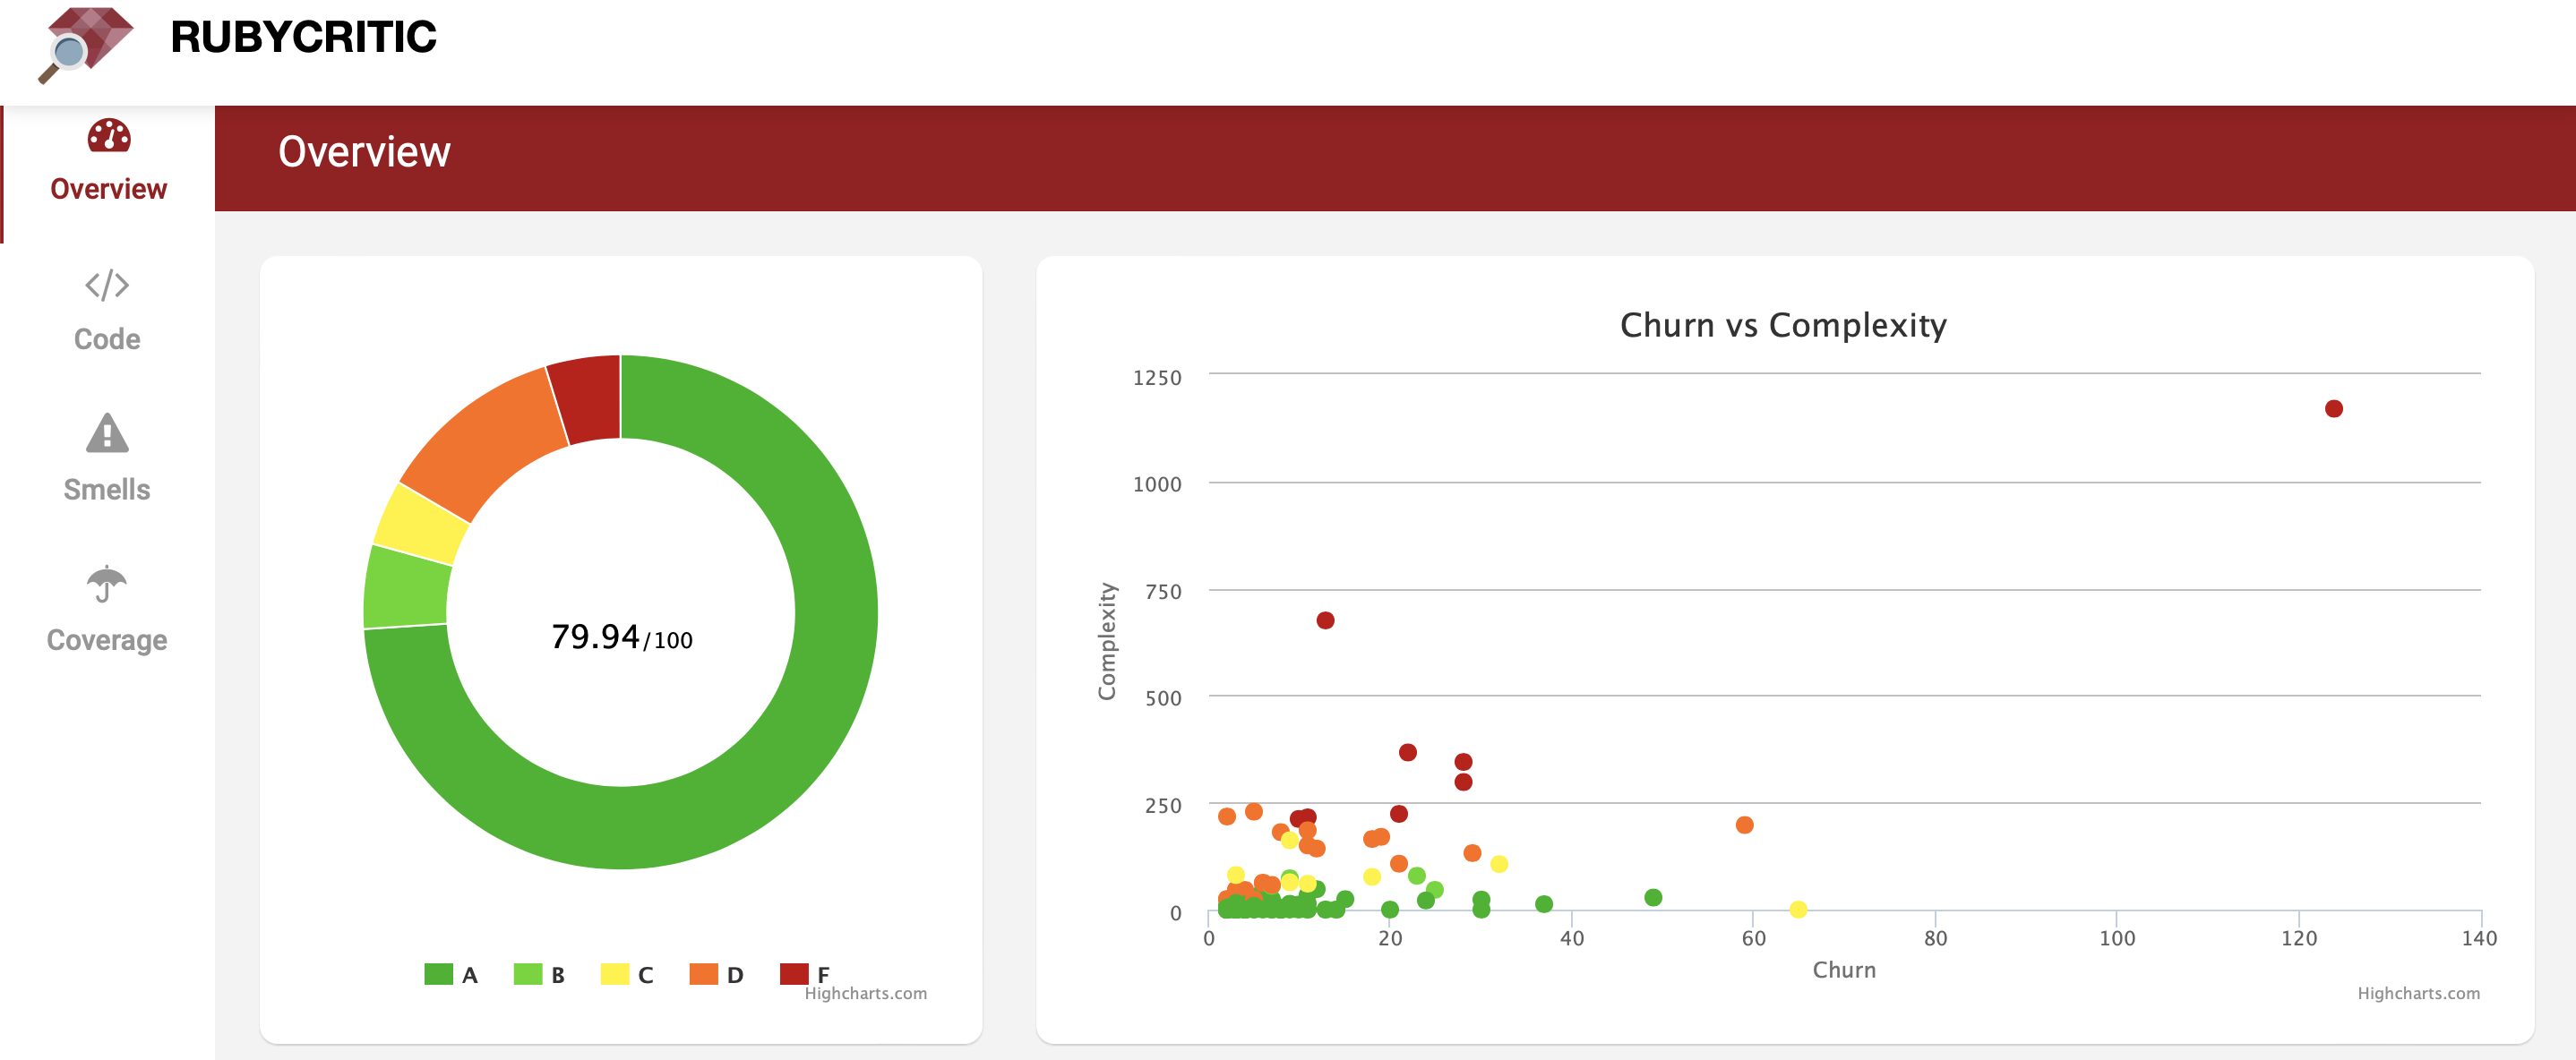 RUBYCRITIC
Overview
Code
Smells
Coverage
Overview
79.94/100
A B C D F
Highcharts.com
Churn vs Complexity
Complexity
1250
1000
750
500
250
0
0 20 40 60 80 100 120 140
Churn
Highcharts.com